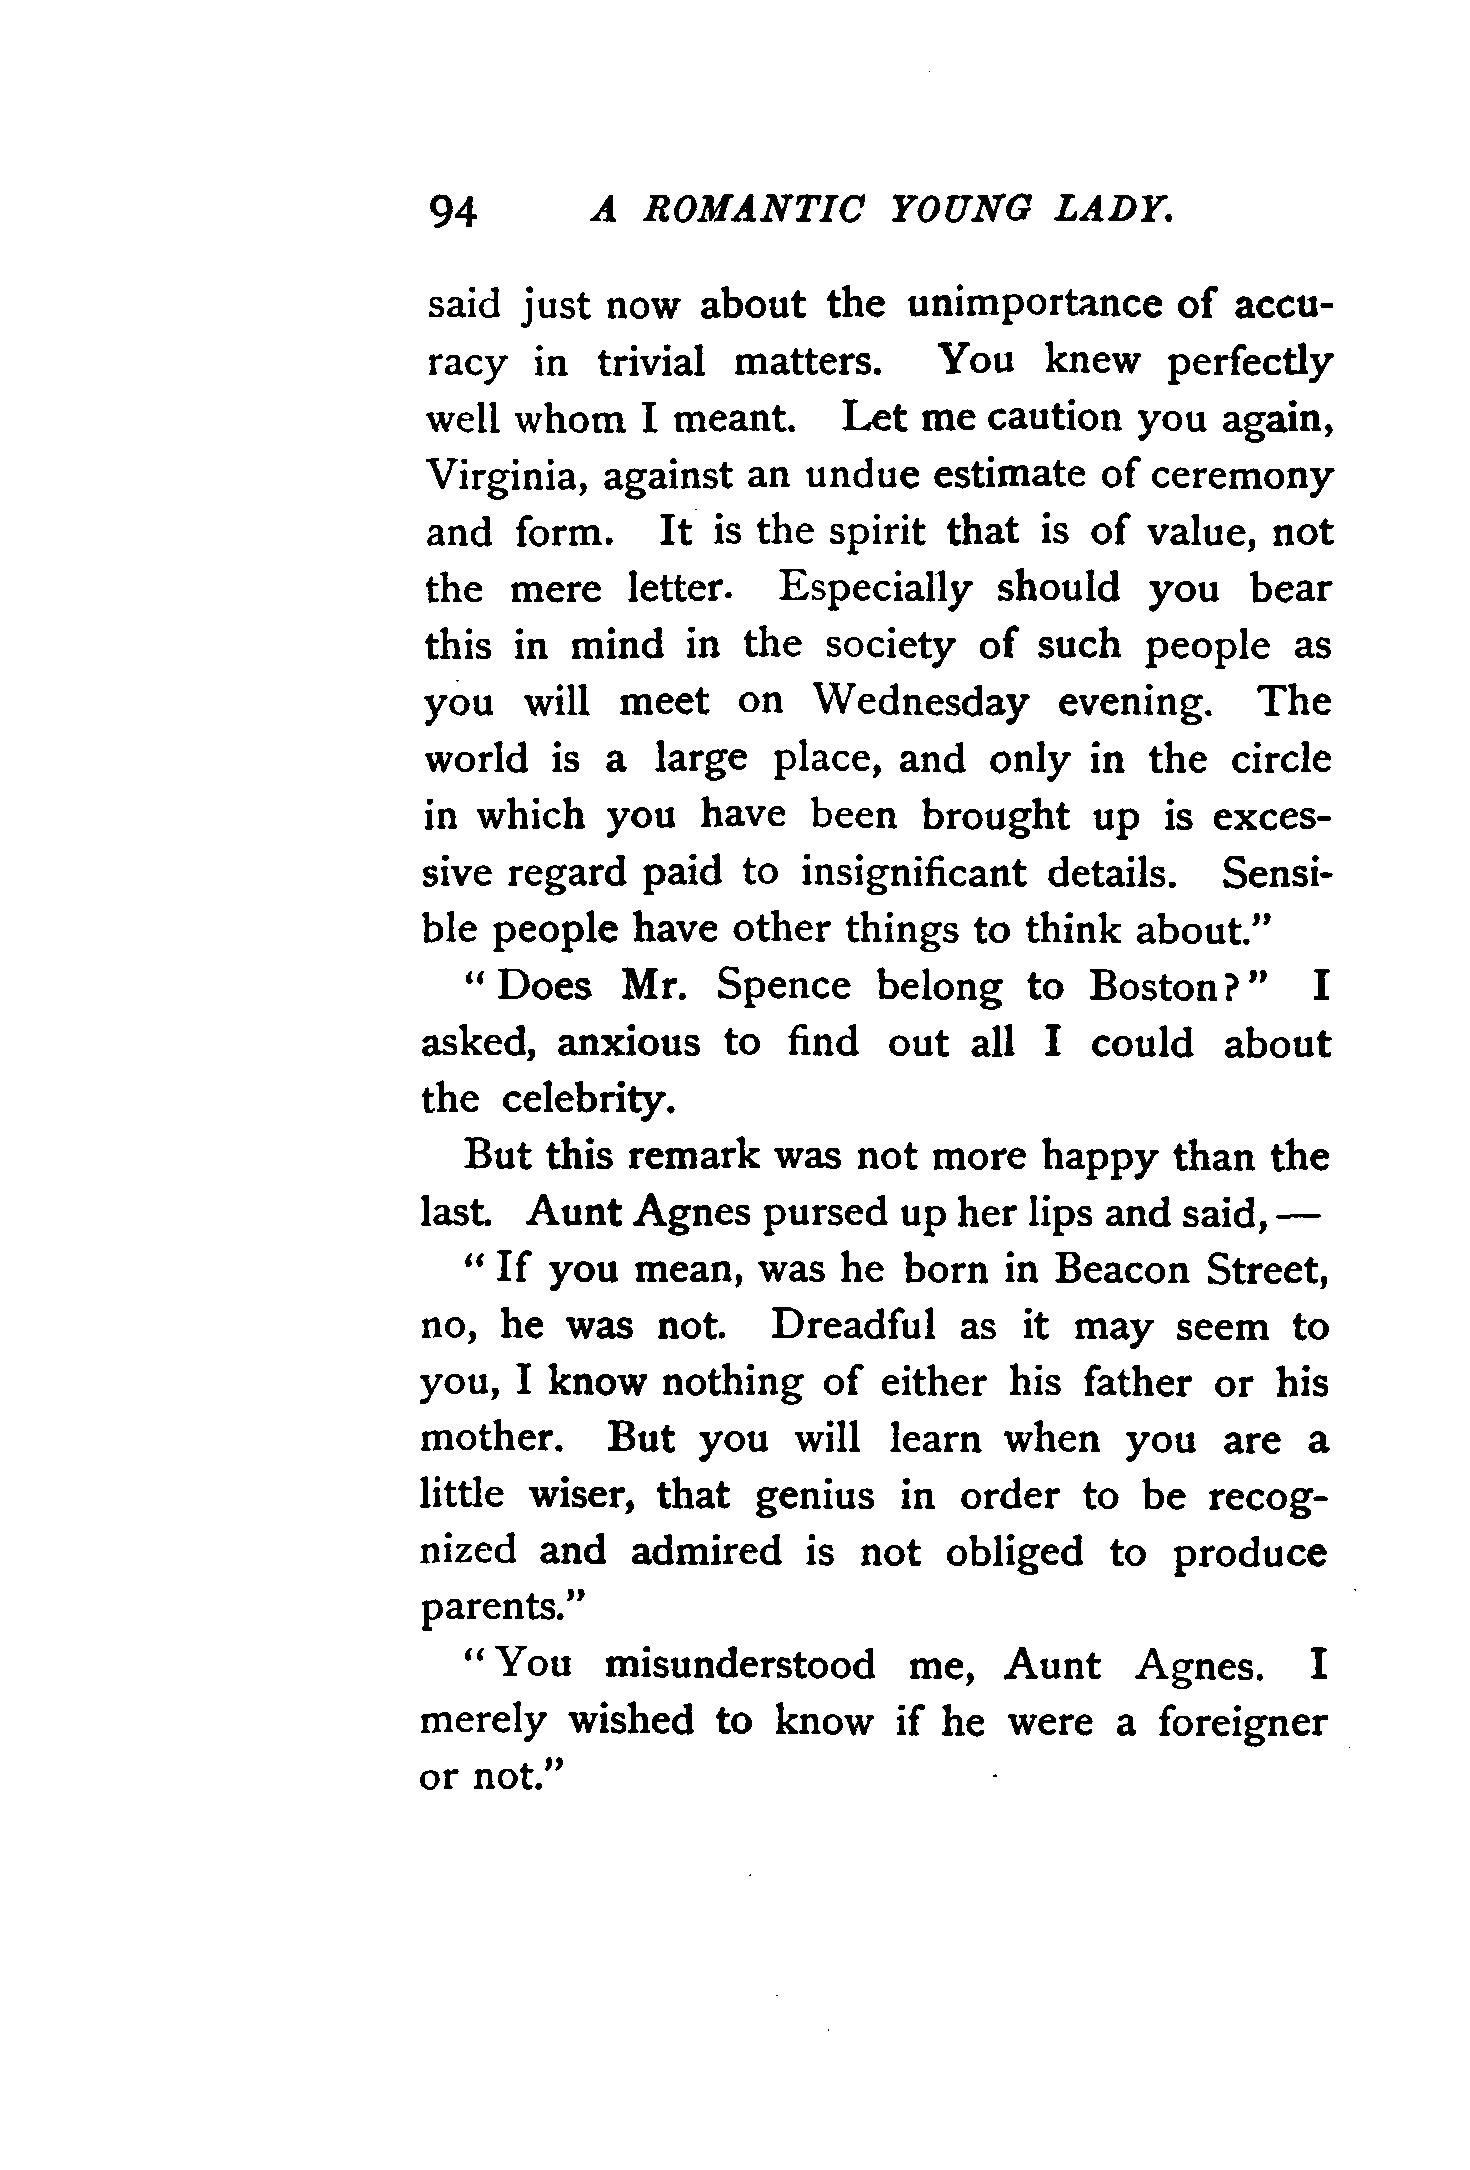 94 A ROMANTIC YOUNG LADY.
said just now about the unimportance of accu-
racy in trivial matters. You knew perfectly
well whom I meant. Let me caution you again,
Virginia, against an undue estimate of ceremony
and form. It is the spirit that is of value, not
the mere letter. Especially should you bear
this in mind in the society of such people as
you will meet on Wednesday evening. The
world is a large place, and only in the circle
in which you have been brought up is exces-
sive regard paid to insignificant details. Sensi-
ble people have other things to think about."
"Does Mr. Spence belong to Boston?" I
asked, anxious to find out all I could about
the celebrity.
But this remark was not more happy than the
last. Aunt Agnes pursed up her lips and said,—
"If you mean, was he born in Beacon Street,
no, he was not. Dreadful as it may seem to
you, I know nothing of either his father or his
mother. But you will learn when you are a
little wiser, that genius in order to be recog-
nized and admired is not obliged to produce
parents."
"You misunderstood me, Aunt Agnes. I
merely wished to know if he were a foreigner
or not."